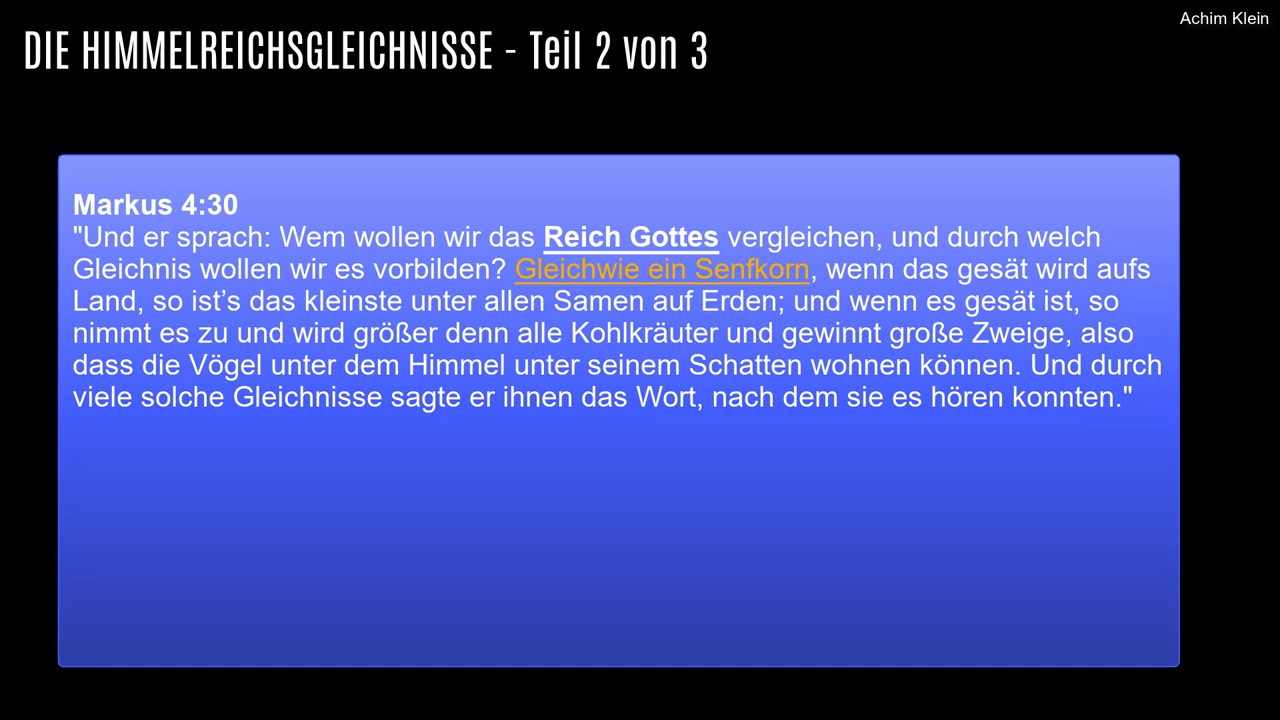 Achim Klein
DIE HIMMELREICHSGLEICHNISSE - Teil 2 von 3
Markus 4:30
"Und er sprach: Wem wollen wir das Reich Gottes vergleichen, und durch welch
Gleichnis wollen wir es vorbilden? Gleichwie ein Senfkorn, wenn das gesät wird aufs
Land, so ist’s das kleinste unter allen Samen auf Erden; und wenn es gesät ist, so
nimmt es zu und wird größer denn alle Kohlkräuter und gewinnt große Zweige, also
dass die Vögel unter dem Himmel unter seinem Schatten wohnen können. Und durch
viele solche Gleichnisse sagte er ihnen das Wort, nach dem sie es hören konnten."